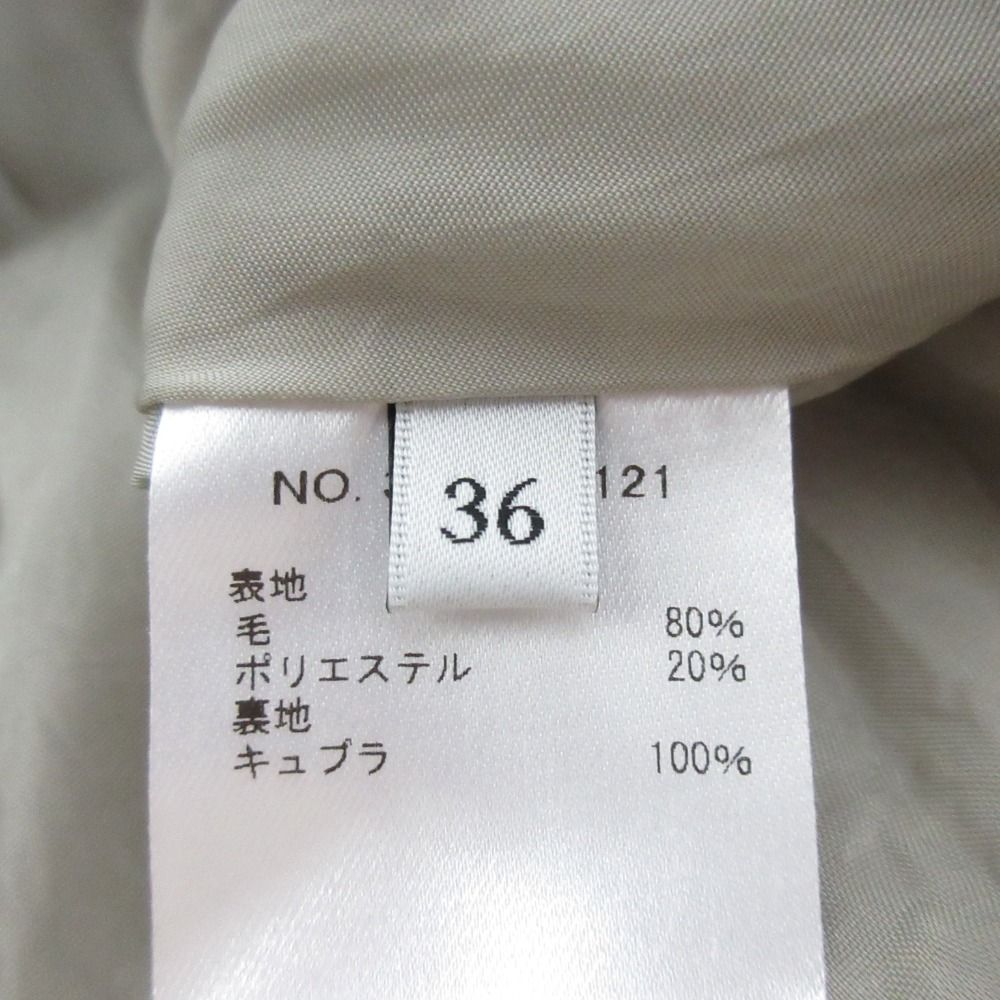 NO. 121
36
表地
毛 80%
ポリエステル 20%
裏地
キュプラ 100%